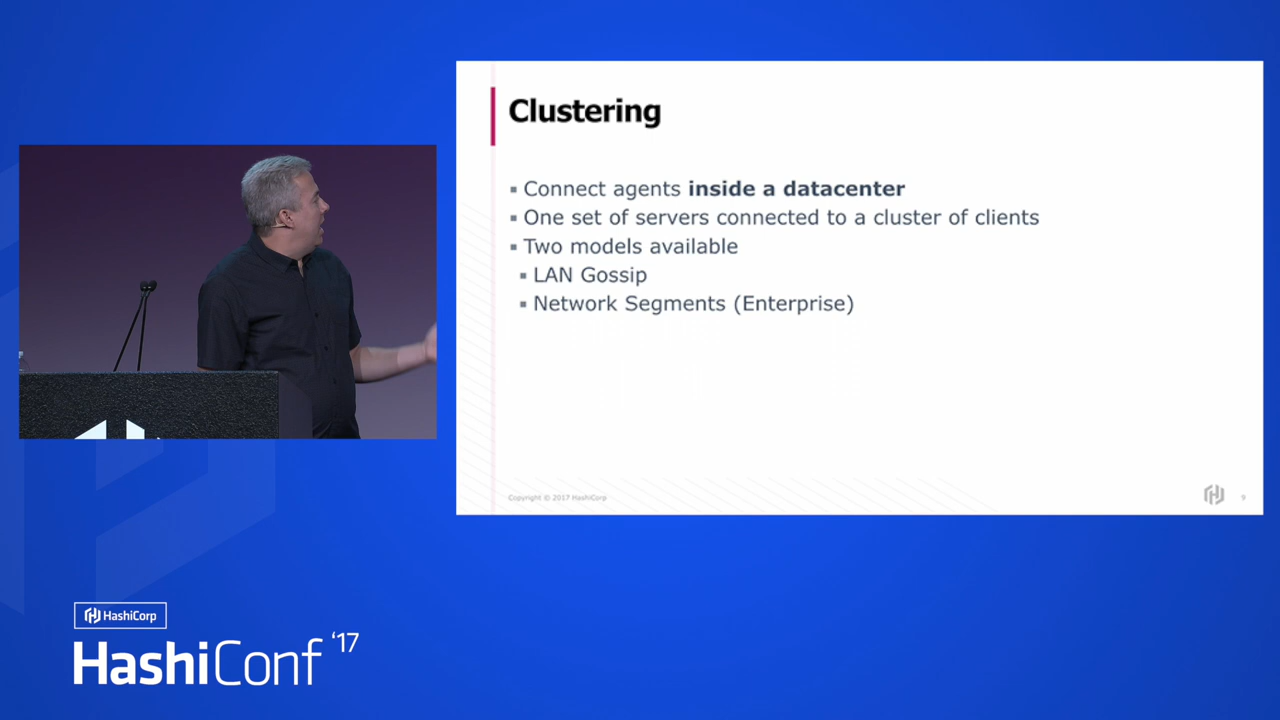 Clustering
▪ Connect agents inside a datacenter
▪ One set of servers connected to a cluster of clients
▪ Two models available
▪ LAN Gossip
▪ Network Segments (Enterprise)
Copyright © 2017 HashiCorp
9
HashiCorp
HashiConf '17